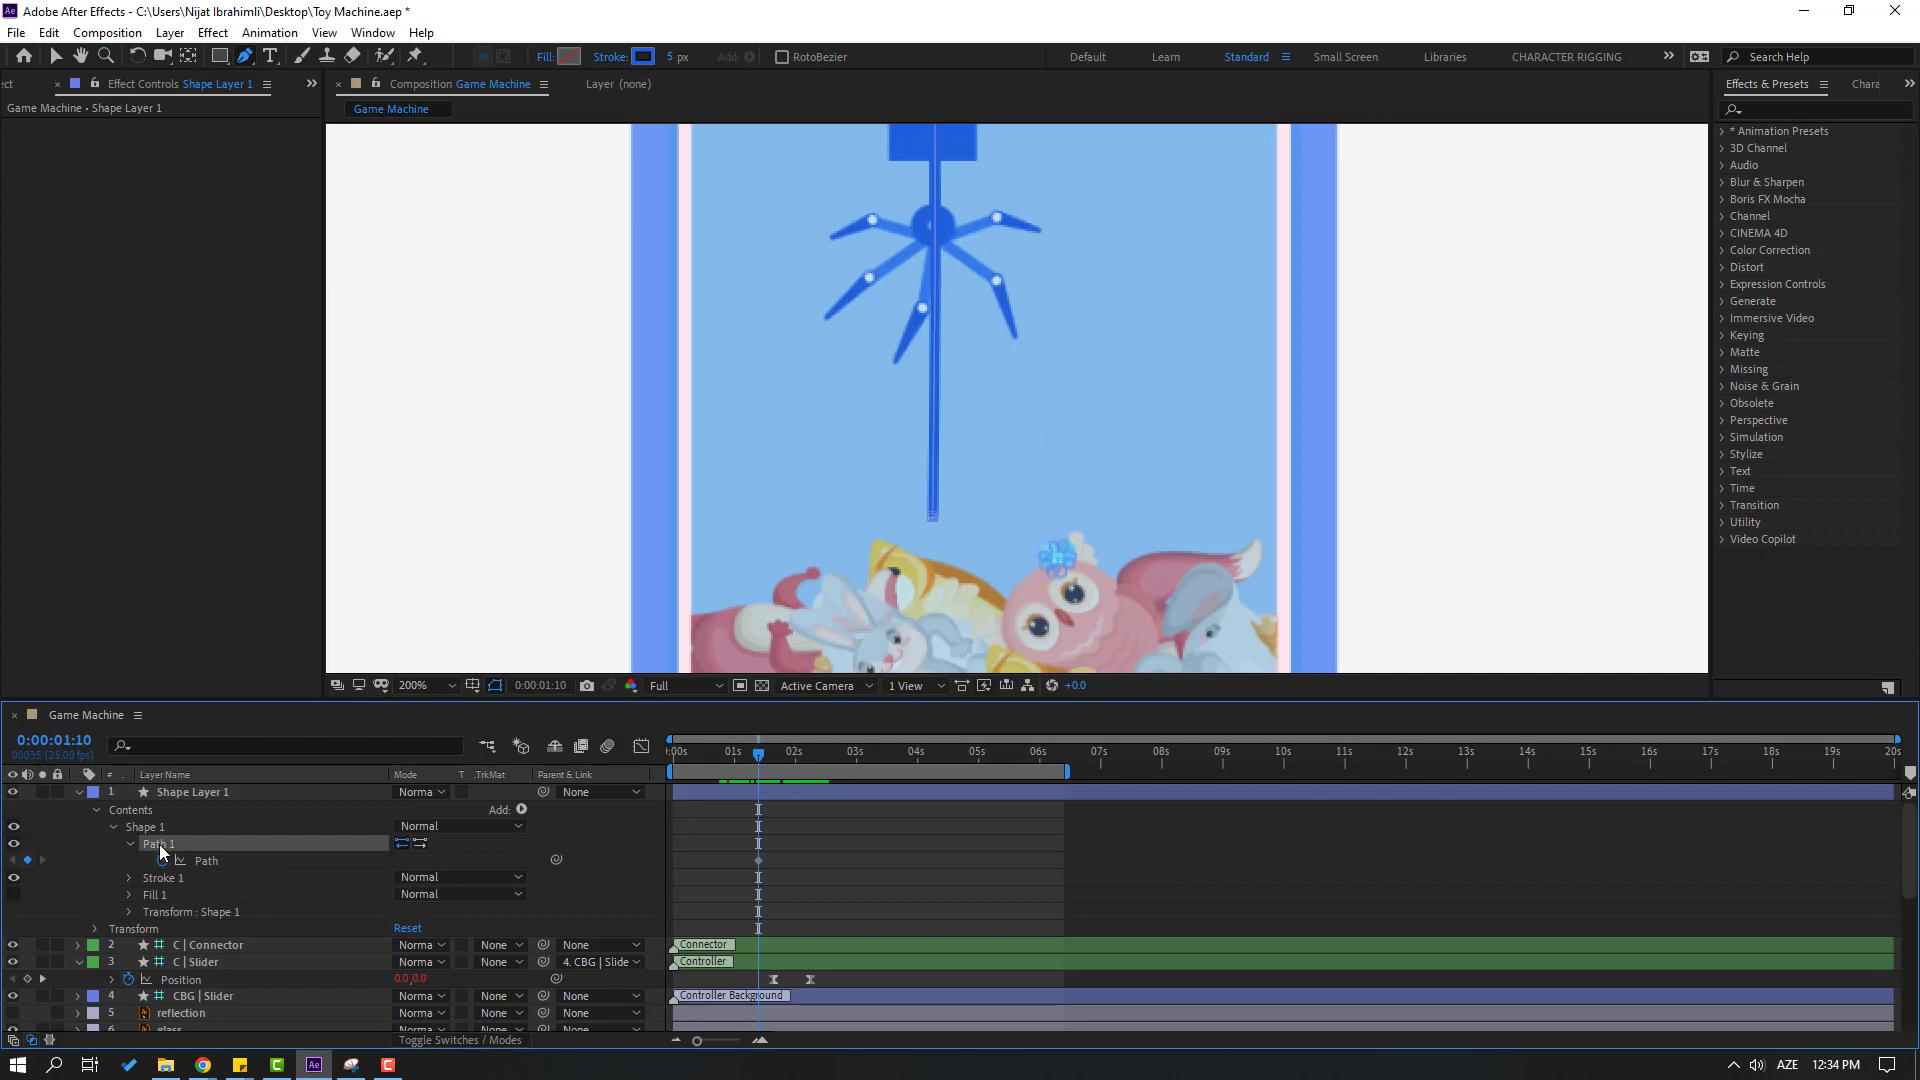 Adobe After Effects - C:\Users\Nijat Ibrahimli\Desktop\Toy Machine.aep *
File Edit Composition Layer Effect Animation View Window Help
Fill: Stroke: 5 px Add: RotoBezier Default Learn Standard Small Screen Libraries CHARACTER RIGGING Search Help
ect Effect Controls Shape Layer 1 Composition Game Machine Layer (none) Effects & Presets Chara
Game Machine • Shape Layer 1
Game Machine
* Animation Presets
3D Channel
Audio
Blur & Sharpen
Boris FX Mocha
Channel
CINEMA 4D
Color Correction
Distort
Expression Controls
Generate
Immersive Video
Keying
Matte
Missing
Noise & Grain
Obsolete
Perspective
Simulation
Stylize
Text
Time
Transition
Utility
Video Copilot
200% 0:00:01:10 Full Active Camera 1 View +0.0
Game Machine
0:00:01:10
00035 (25.00 fps)
:00s 01s 02s 03s 04s 05s 06s 07s 08s 09s 10s 11s 12s 13s 14s 15s 16s 17s 18s 19s 20s
# Layer Name Mode T .TrkMat Parent & Link
1 Shape Layer 1 Norma None
Contents Add:
Shape 1 Normal
Path 1
Path
Stroke 1 Normal
Fill 1 Normal
Transform : Shape 1
Transform Reset
2 C | Connector Norma None None Connector
3 C | Slider Norma None 4. CBG | Slide Controller
Position 0.0,0.0
4 CBG | Slider Norma None None Controller Background
5 reflection Norma None None
6 glass Norma None None
Toggle Switches / Modes
AZE 12:34 PM